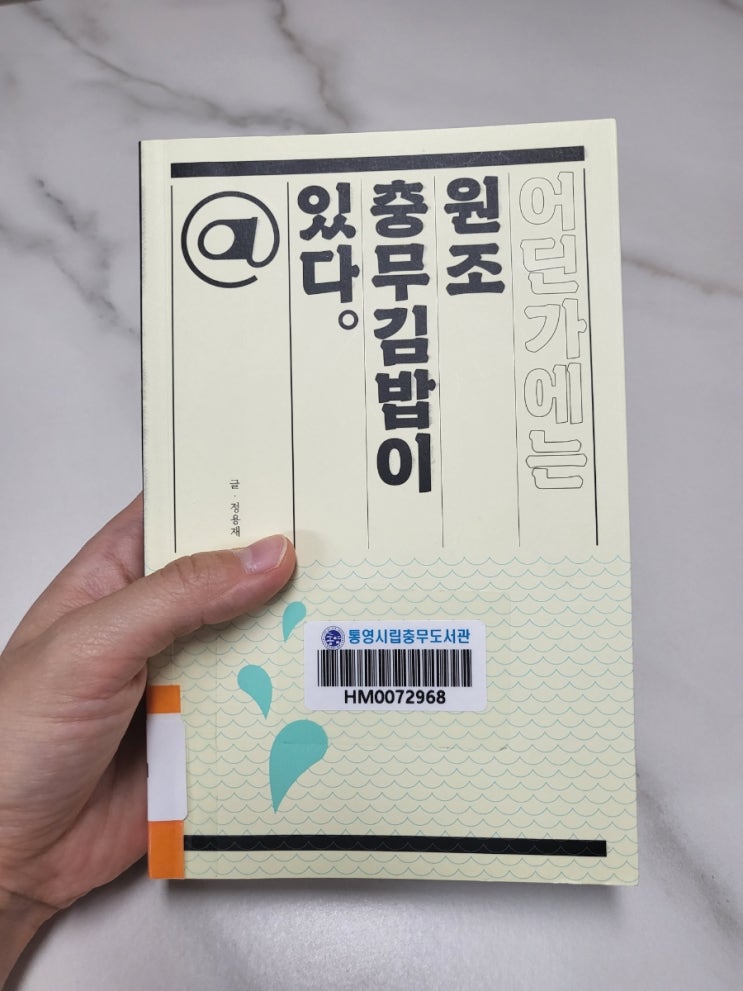 어딘가에는
원조
충무김밥이
있다。
@
글·정용재
통영시립충무도서관
HM0072968